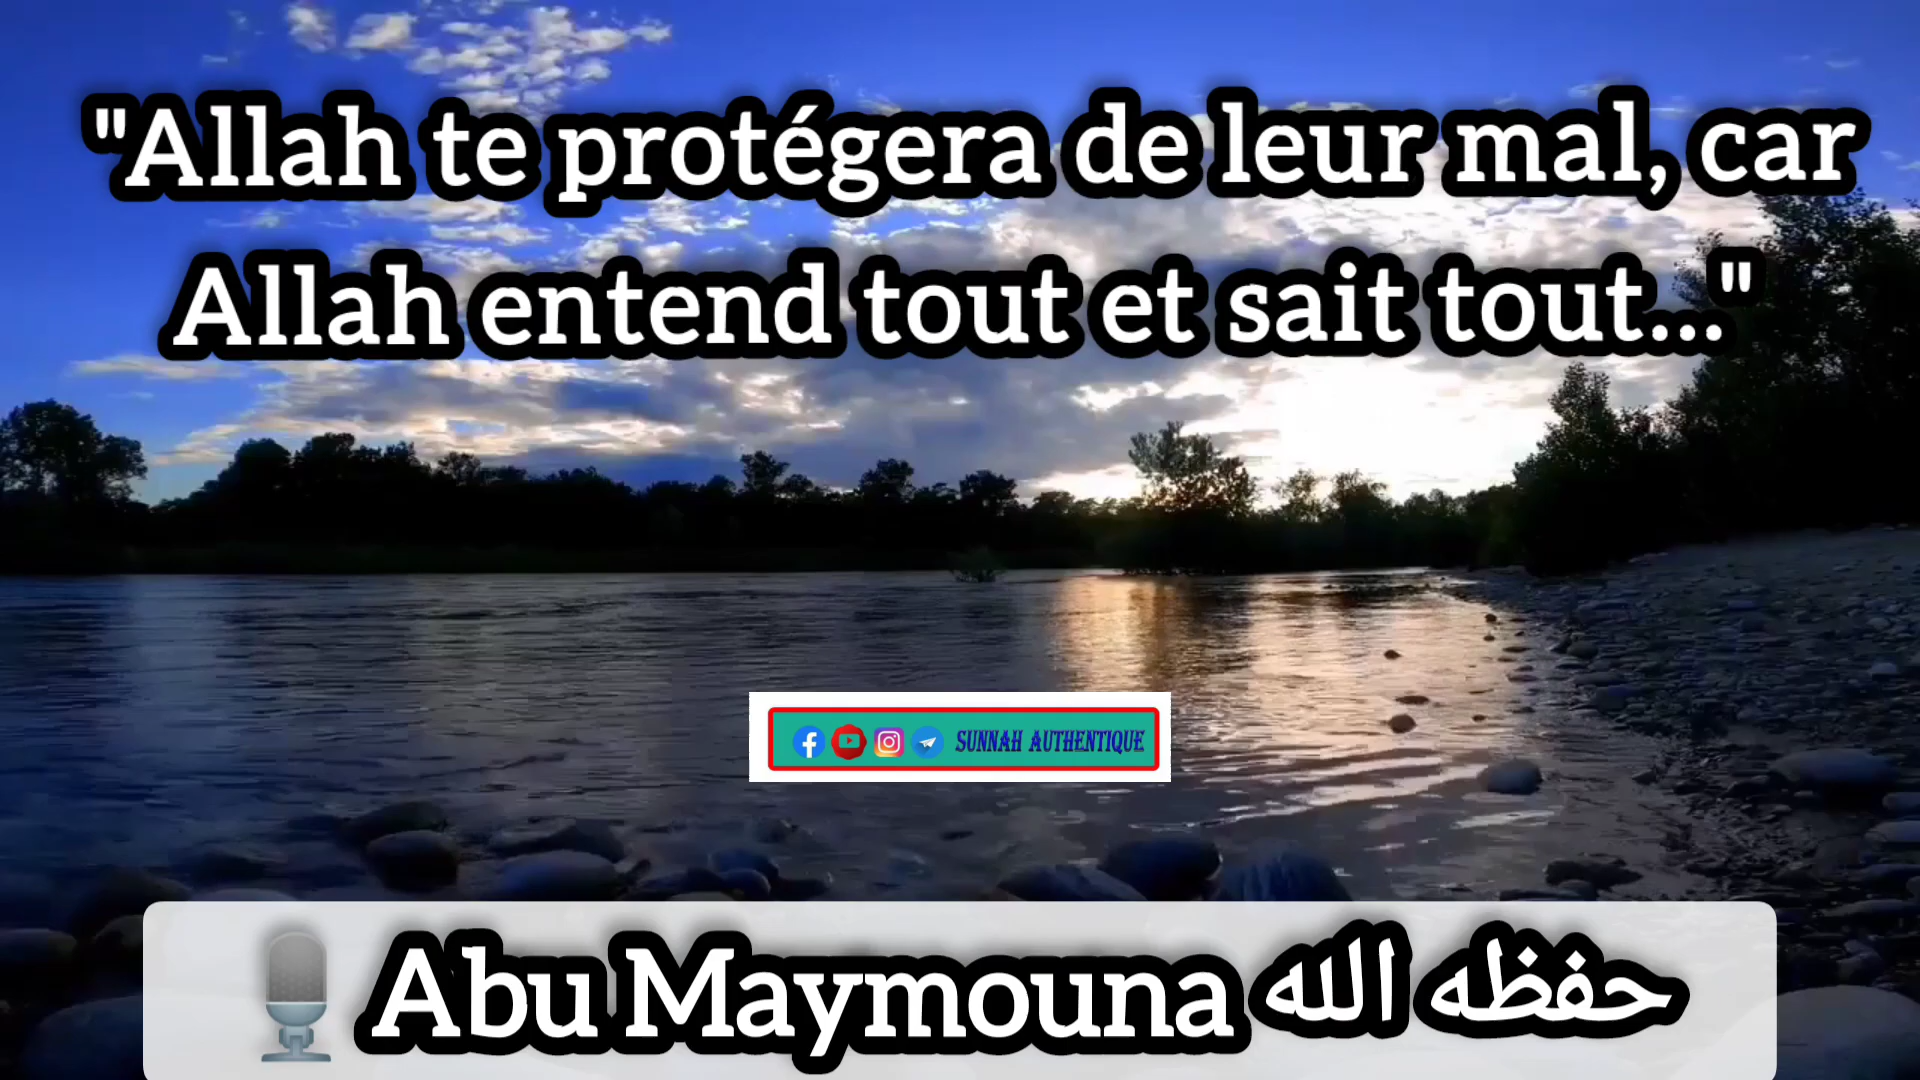 "Allah te protégera de leur mal, car
Allah entend tout et sait tout..."
SUNNAH AUTHENTIQUE
Abu Maymouna حفظه الله